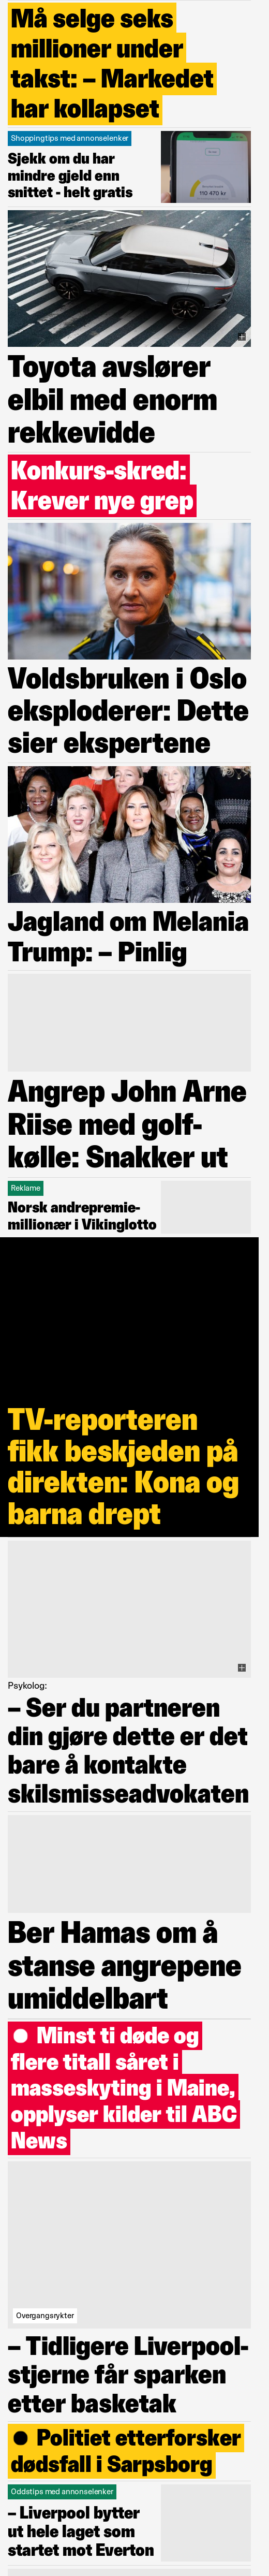 Må selge seks
millioner under
takst: – Markedet
har kollapset
Shoppingtips med annonselenker
Sjekk om du har
mindre gjeld enn
snittet - helt gratis
110 470 kr
Toyota avslører
elbil med enorm
rekkevidde
Konkurs-skred:
Krever nye grep
Voldsbruken i Oslo
eksploderer: Dette
sier ekspertene
Jagland om Melania
Trump: – Pinlig
Angrep John Arne
Riise med golf-
kølle: Snakker ut
Reklame
Norsk andrepremie-
millionær i Vikinglotto
TV-reporteren
fikk beskjeden på
direkten: Kona og
barna drept
Psykolog:
– Ser du partneren
din gjøre dette er det
bare å kontakte
skilsmisseadvokaten
Ber Hamas om å
stanse angrepene
umiddelbart
Minst ti døde og
flere titall såret i
masseskyting i Maine,
opplyser kilder til ABC
News
Overgangsrykter
– Tidligere Liverpool-
stjerne får sparken
etter basketak
Politiet etterforsker
dødsfall i Sarpsborg
Oddstips med annonselenker
– Liverpool bytter
ut hele laget som
startet mot Everton